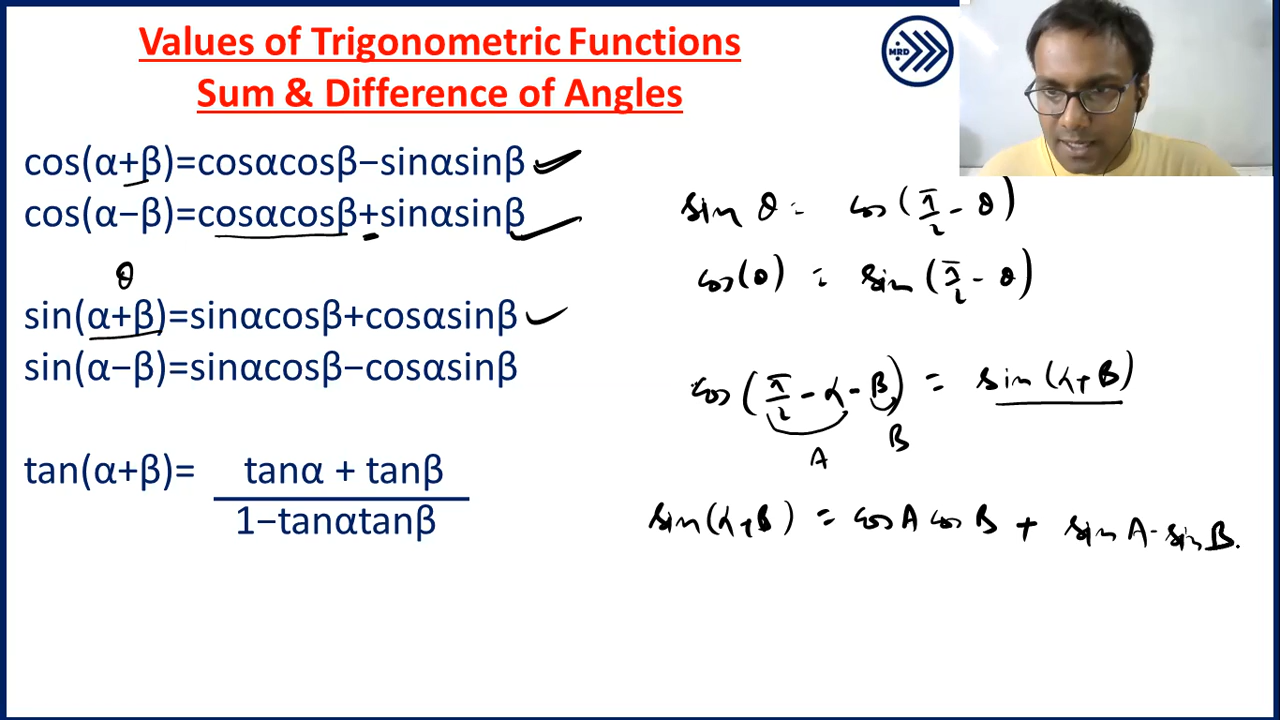 Values of Trigonometric Functions
Sum & Difference of Angles
MRD
cos(α+β)=cosαcosβ−sinαsinβ
cos(α−β)=cosαcosβ+sinαsinβ
θ
sin(α+β)=sinαcosβ+cosαsinβ
sin(α−β)=sinαcosβ−cosαsinβ
tan(α+β)= tanα + tanβ
1−tanαtanβ
sin θ = cos(π/2 - θ)
cos(θ) = sin(π/2 - θ)
cos(π/2 - α - β) = sin(α+β)
A B
sin(α+β) = cos A cos B + sin A · sin B.